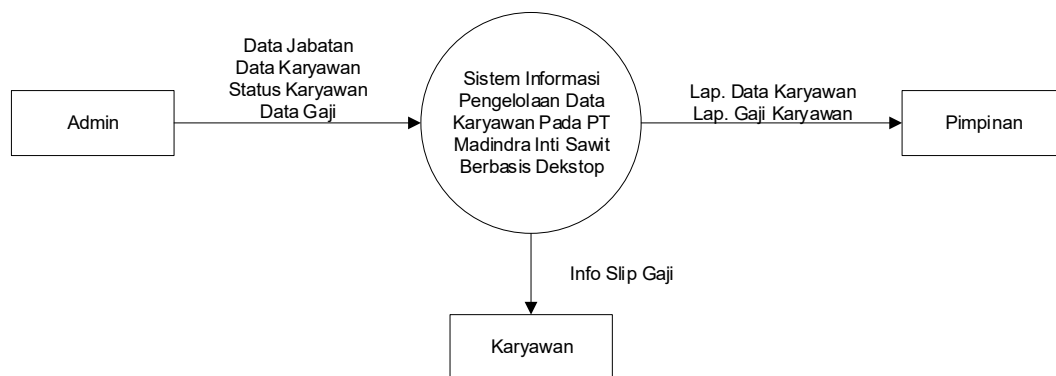 Data Jabatan
Data Karyawan
Status Karyawan
Data Gaji
Admin
Sistem Informasi
Pengelolaan Data
Karyawan Pada PT
Madindra Inti Sawit
Berbasis Dekstop
Lap. Data Karyawan
Lap. Gaji Karyawan
Pimpinan
Info Slip Gaji
Karyawan